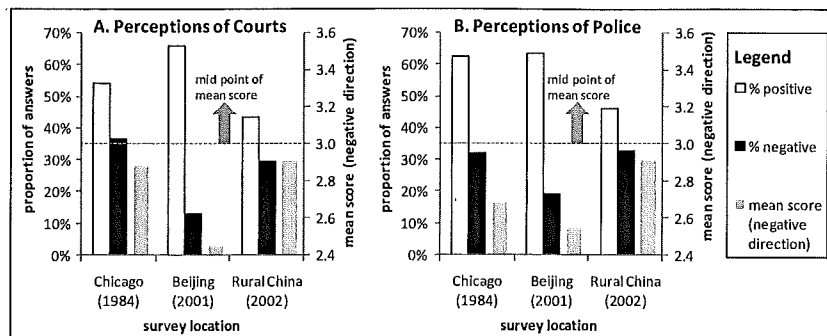 A. Perceptions of Courts
70%
60%
50%
40%
30%
20%
10%
0%
proportion of answers
mid point of
mean score
3.6
3.4
3.2
3.0
2.8
2.6
2.4
mean score (negative direction)
Chicago
(1984)
Beijing
(2001)
Rural China
(2002)
survey location
B. Perceptions of Police
70%
60%
50%
40%
30%
20%
10%
0%
proportion of answers
mid point of
mean score
3.6
3.4
3.2
3.0
2.8
2.6
2.4
mean score (negative direction)
Chicago
(1984)
Beijing
(2001)
Rural China
(2002)
survey location
Legend
% positive
% negative
mean score
(negative
direction)